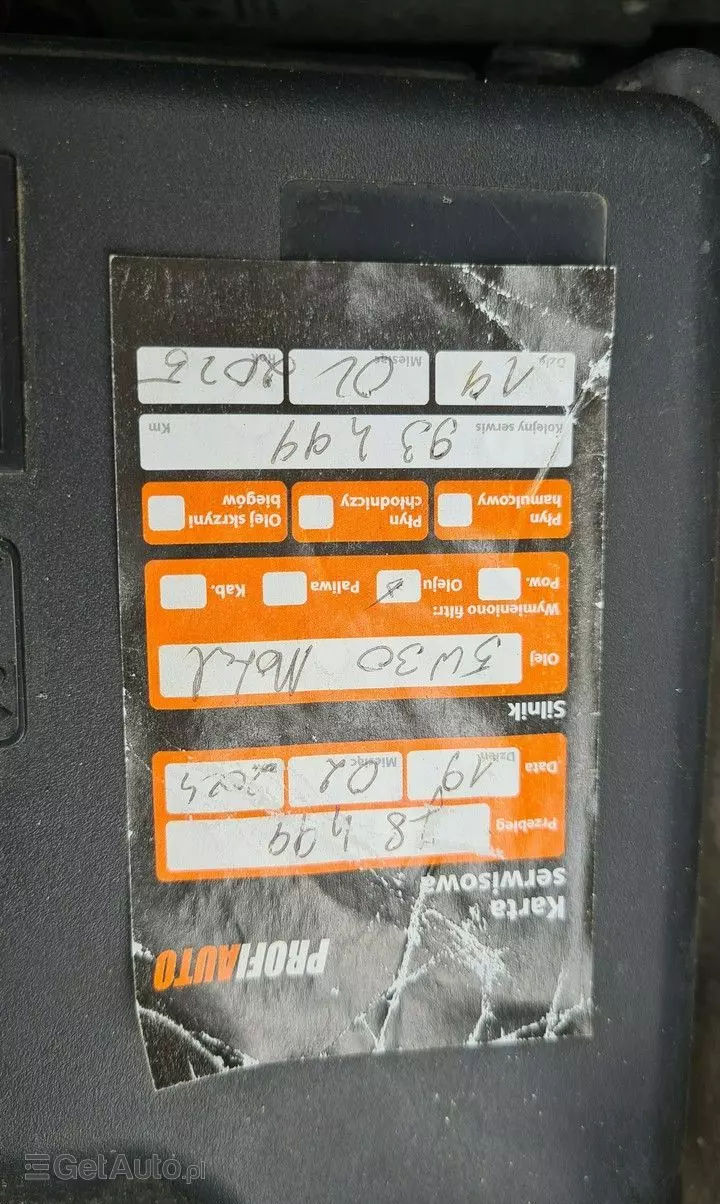 PROFIAUTO
Karta
serwisowa
Przebieg 78 499
Data Dzień 19 Miesiąc 02 2024
Silnik
Olej 5W30 Motul
Wymieniono filtr:
Pow. Oleju Paliwa Kab.
Płyn hamulcowy
Płyn chłodniczy
Olej skrzyni biegów
Kolejny serwis 93 499 Km
19 Miesiąc 02 Rok 2025
GetAuto.pl